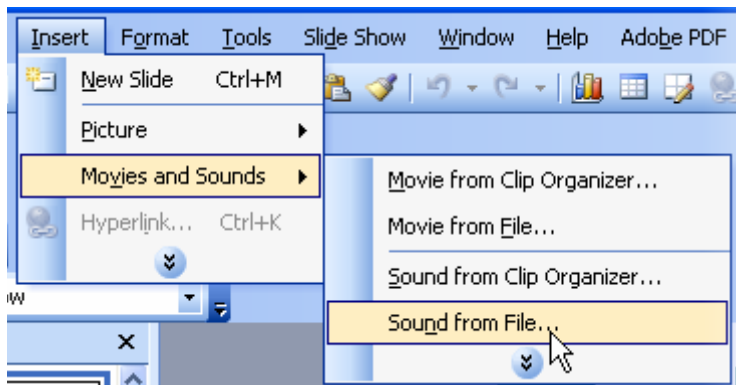 Insert Format Tools Slide Show Window Help Adobe PDF
New Slide Ctrl+M
Picture
Movies and Sounds
Movie from Clip Organizer...
Hyperlink... Ctrl+K
Movie from File...
Sound from Clip Organizer...
ow
Sound from File...